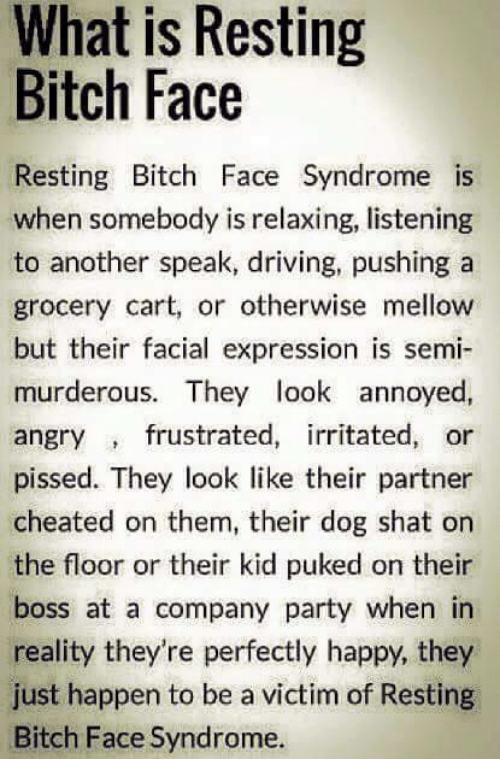 What is Resting
Bitch Face
Resting Bitch Face Syndrome is
when somebody is relaxing, listening
to another speak, driving, pushing a
grocery cart, or otherwise mellow
but their facial expression is semi-
murderous. They look annoyed,
angry , frustrated, irritated, or
pissed. They look like their partner
cheated on them, their dog shat on
the floor or their kid puked on their
boss at a company party when in
reality they're perfectly happy, they
just happen to be a victim of Resting
Bitch Face Syndrome.